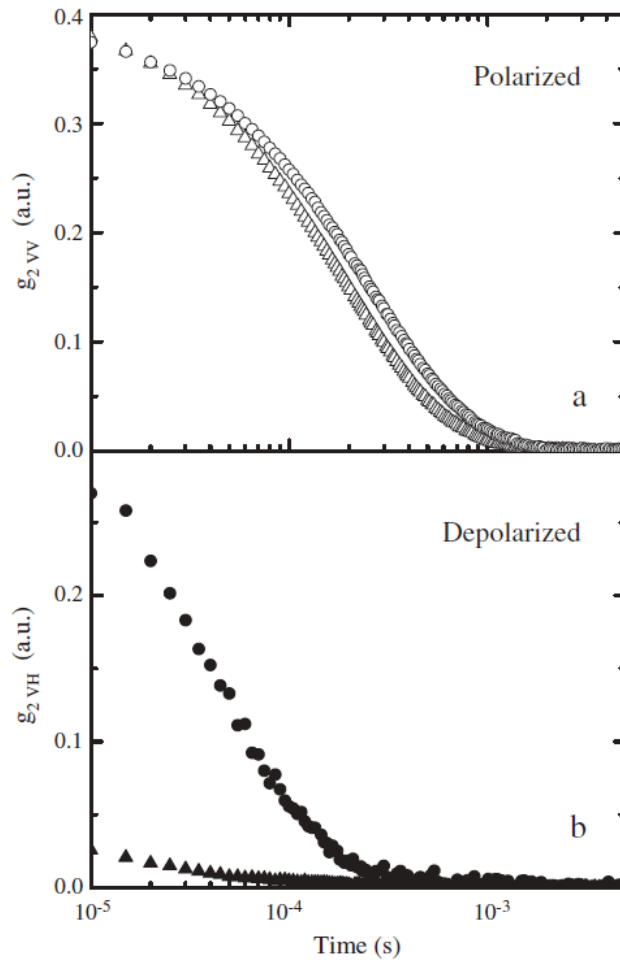 0.4
0.3
0.2
0.1
0.0
g₂ VV (a.u.)
Polarized
a
0.2
0.1
0.0
g₂ VH (a.u.)
Depolarized
b
10⁻⁵ 10⁻⁴ 10⁻³
Time (s)